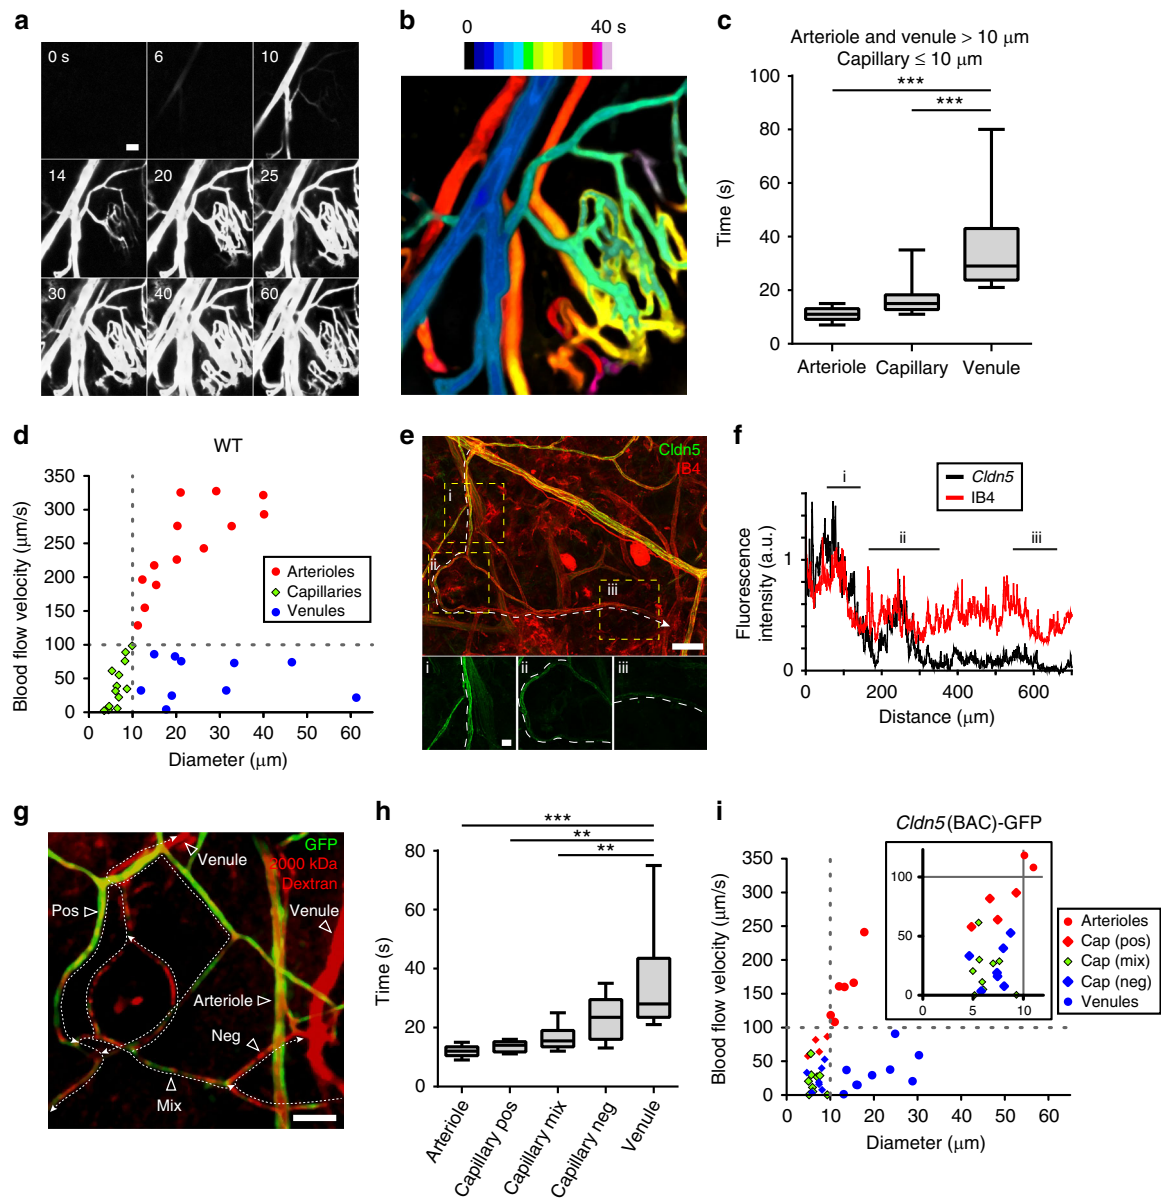 a
0 s
6
10
14
20
25
30
40
60
b
0
40 s
c
Arteriole and venule > 10 μm
Capillary ≤ 10 μm
***
***
Time (s)
100
80
60
40
20
0
Arteriole
Capillary
Venule
d
WT
Blood flow velocity (μm/s)
350
300
250
200
150
100
50
0
Arterioles
Capillaries
Venules
0
10
20
30
40
50
60
Diameter (μm)
e
Cldn5
IB4
i
ii
iii
i
ii
iii
f
i
Cldn5
IB4
ii
iii
Fluorescence
intensity (a.u.)
1
0
0
200
400
600
Distance (μm)
g
GFP
2000 kDa
Dextran
Venule
Venule
Pos
Arteriole
Neg
Mix
h
***
**
**
Time (s)
80
60
40
20
0
Arteriole
Capillary pos
Capillary mix
Capillary neg
Venule
i
Cldn5(BAC)-GFP
Blood flow velocity (μm/s)
350
300
250
200
150
100
50
0
100
50
0
0
5
10
Arterioles
Cap (pos)
Cap (mix)
Cap (neg)
Venules
0
10
20
30
40
50
60
Diameter (μm)